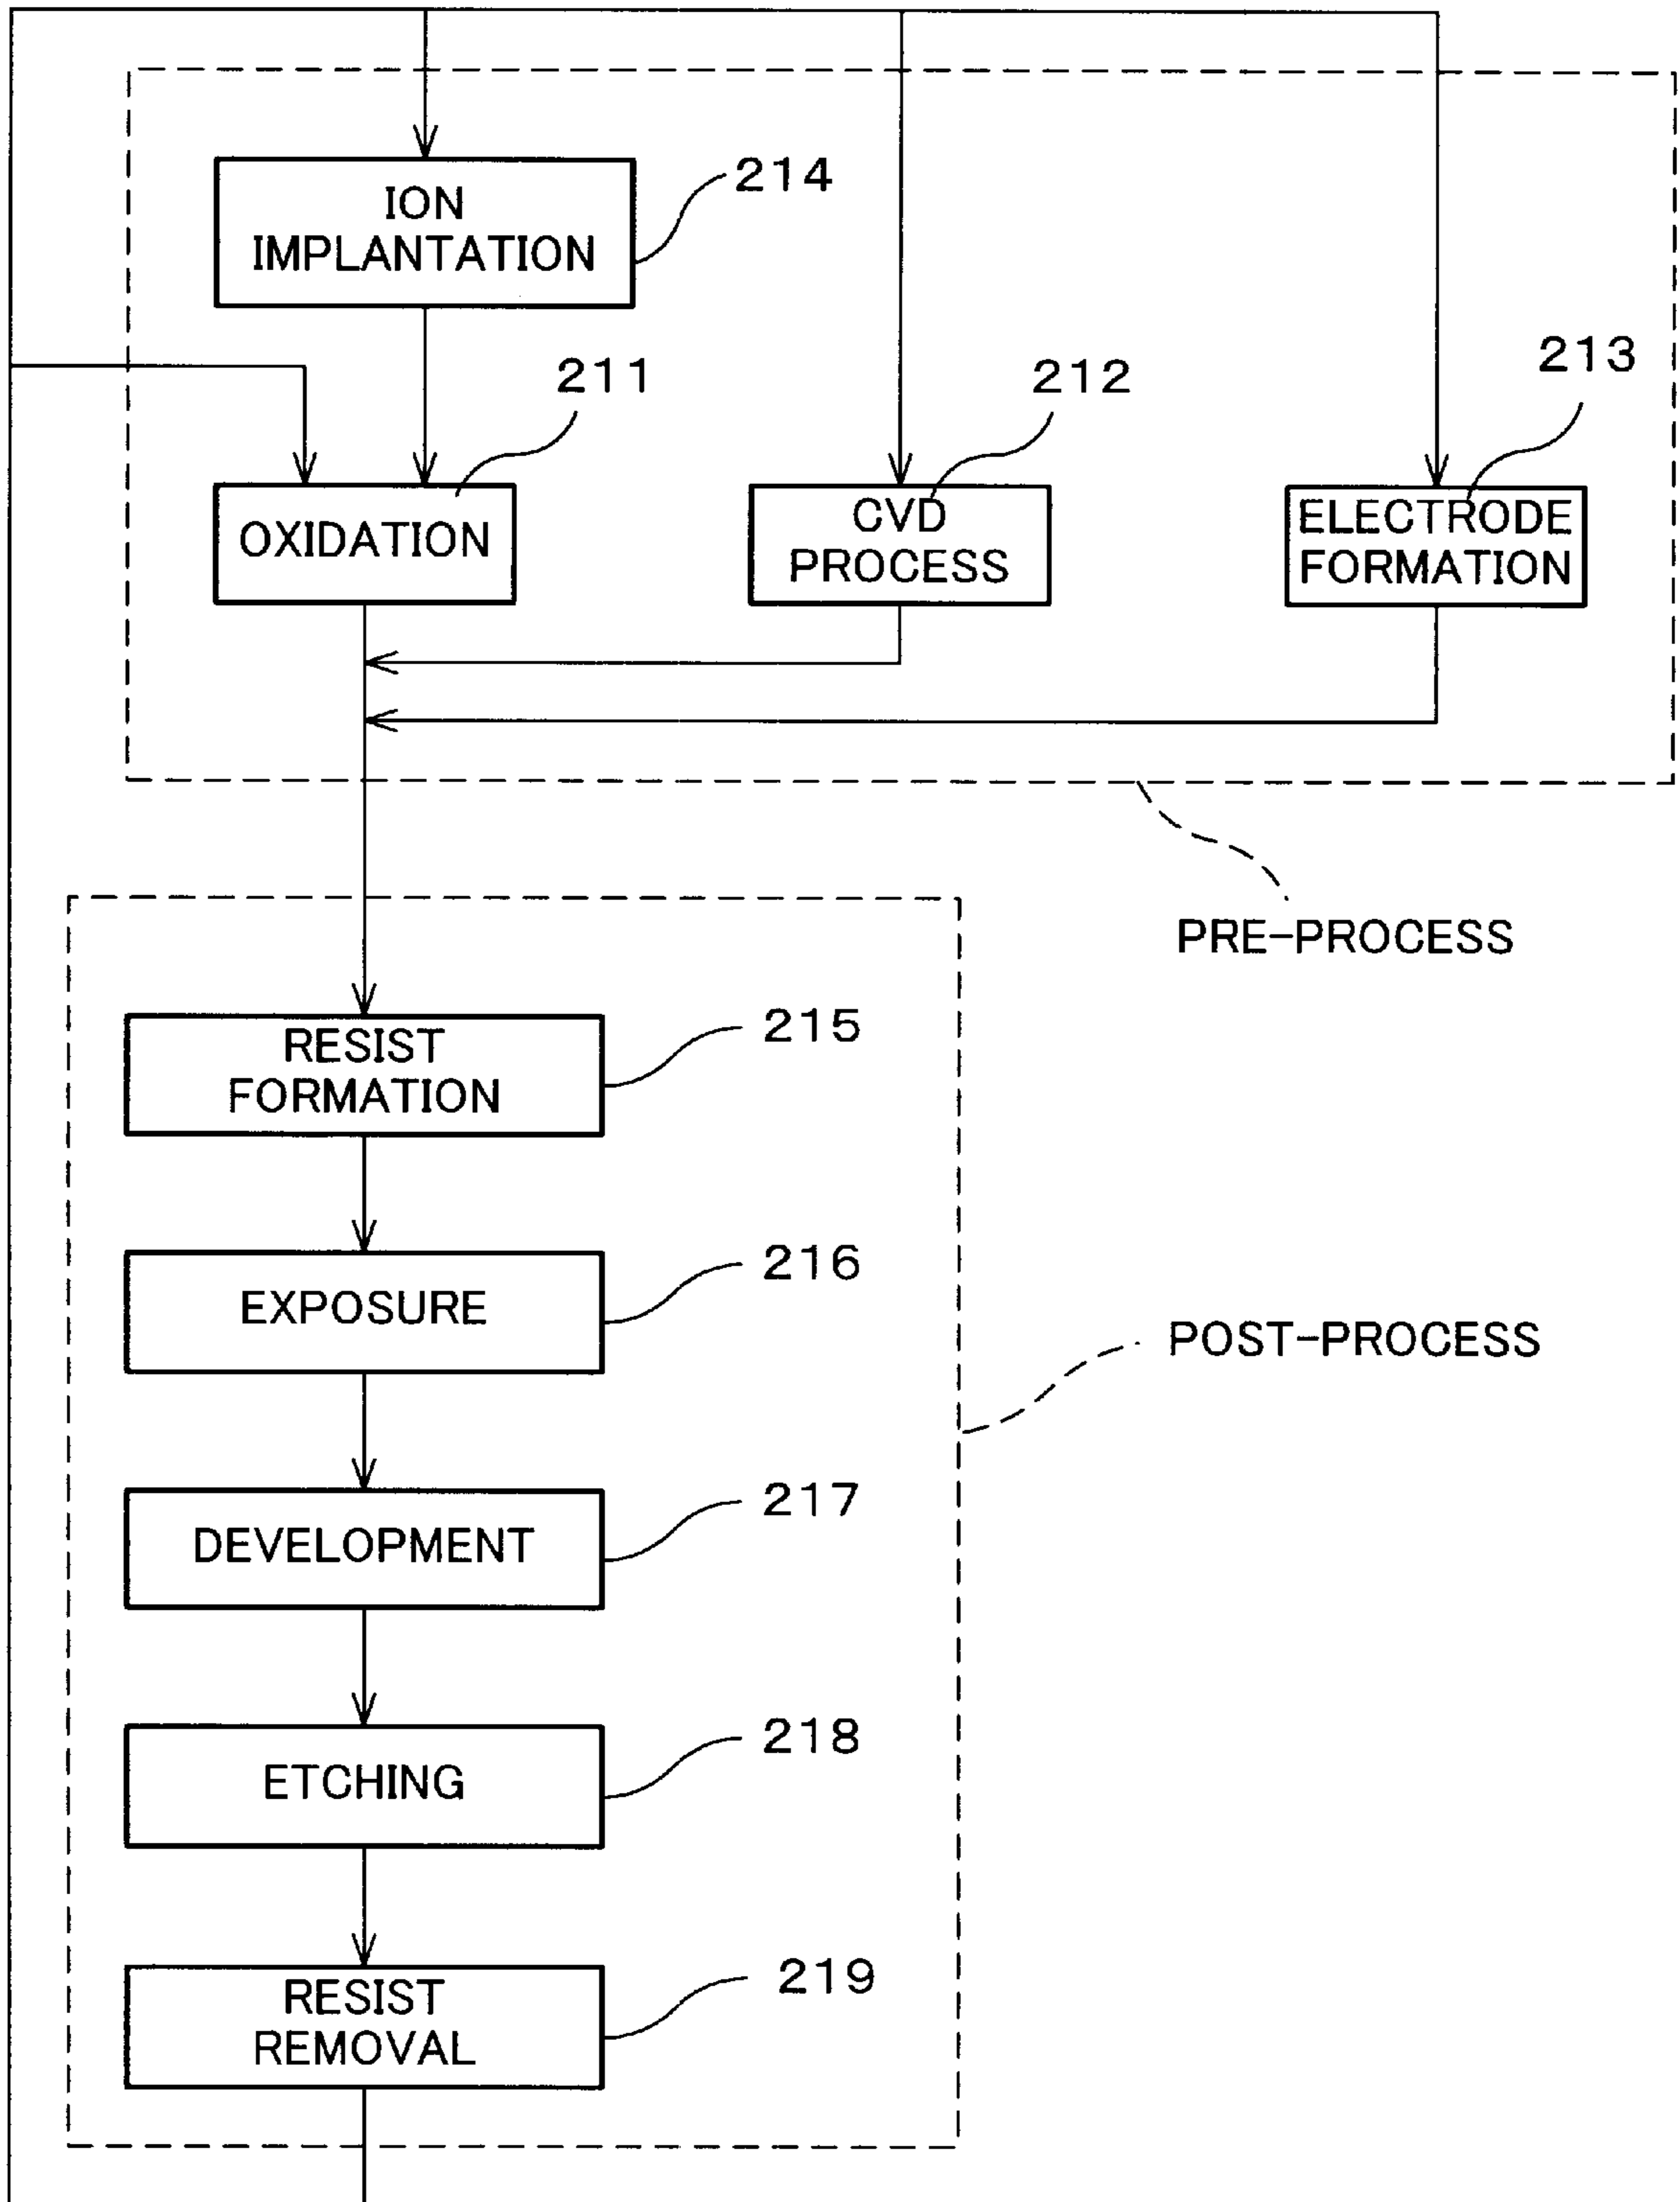 214
ION
IMPLANTATION
211
212
213
OXIDATION
CVD
PROCESS
ELECTRODE
FORMATION
PRE-PROCESS
RESIST
FORMATION
215
EXPOSURE
216
POST-PROCESS
DEVELOPMENT
217
ETCHING
218
RESIST
REMOVAL
219